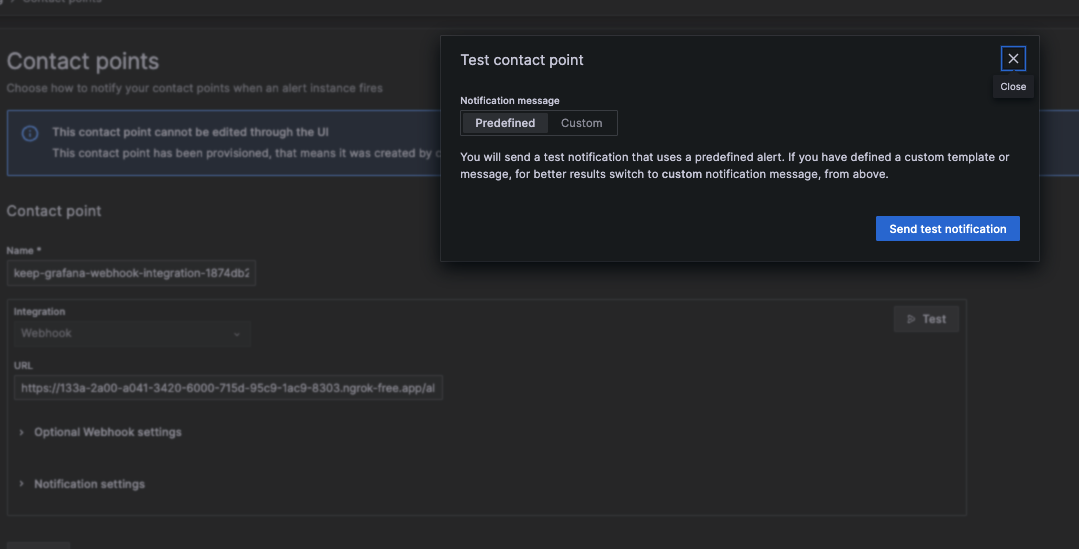 Contact points
Contact points
Choose how to notify your contact points when an alert instance fires
This contact point cannot be edited through the UI
This contact point has been provisioned, that means it was created by
Test contact point
Close
Notification message
Predefined
Custom
You will send a test notification that uses a predefined alert. If you have defined a custom template or
message, for better results switch to custom notification message, from above.
Send test notification
Contact point
Name *
keep-grafana-webhook-integration-1874db2
Integration
Webhook
Test
URL
https://133a-2a00-a041-3420-6000-715d-95c9-1ac9-8303.ngrok-free.app/al
Optional Webhook settings
Notification settings